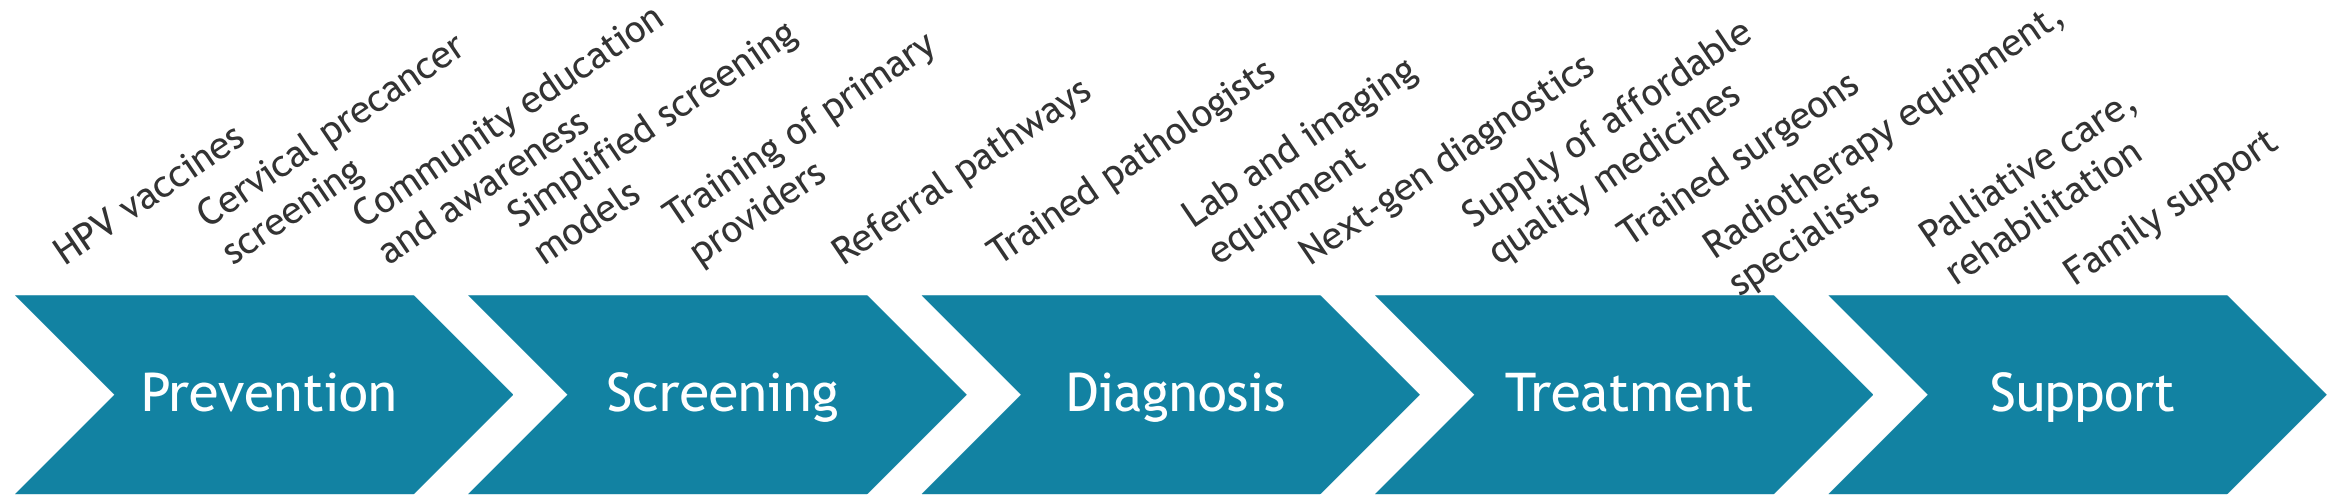 HPV vaccines
Cervical precancer
screening
Community education
and awareness
Simplified screening
models
Training of primary
providers
Referral pathways
Trained pathologists
Lab and imaging
equipment
Next-gen diagnostics
Supply of affordable
quality medicines
Trained surgeons
Radiotherapy equipment,
specialists
Palliative care,
rehabilitation
Family support
Prevention
Screening
Diagnosis
Treatment
Support